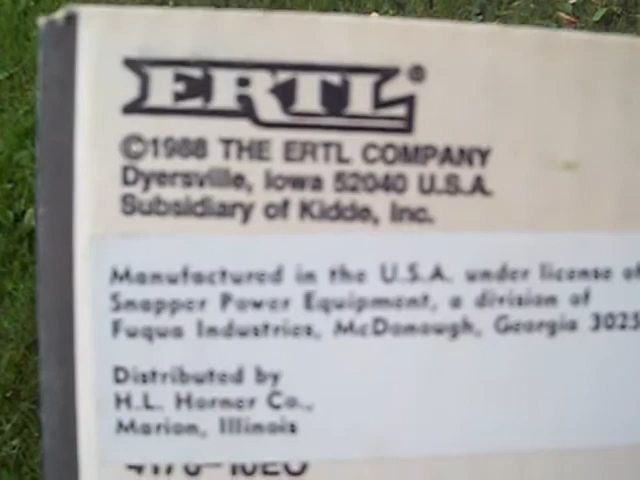 ERTL®
©1988 THE ERTL COMPANY
Dyersville, Iowa 52040 U.S.A.
Subsidiary of Kidde, Inc.
Manufactured in the U.S.A. under license of
Snapper Power Equipment, a division of
Fuqua Industries, McDonough, Georgia 3025
Distributed by
H.L. Horner Co.,
Marion, Illinois